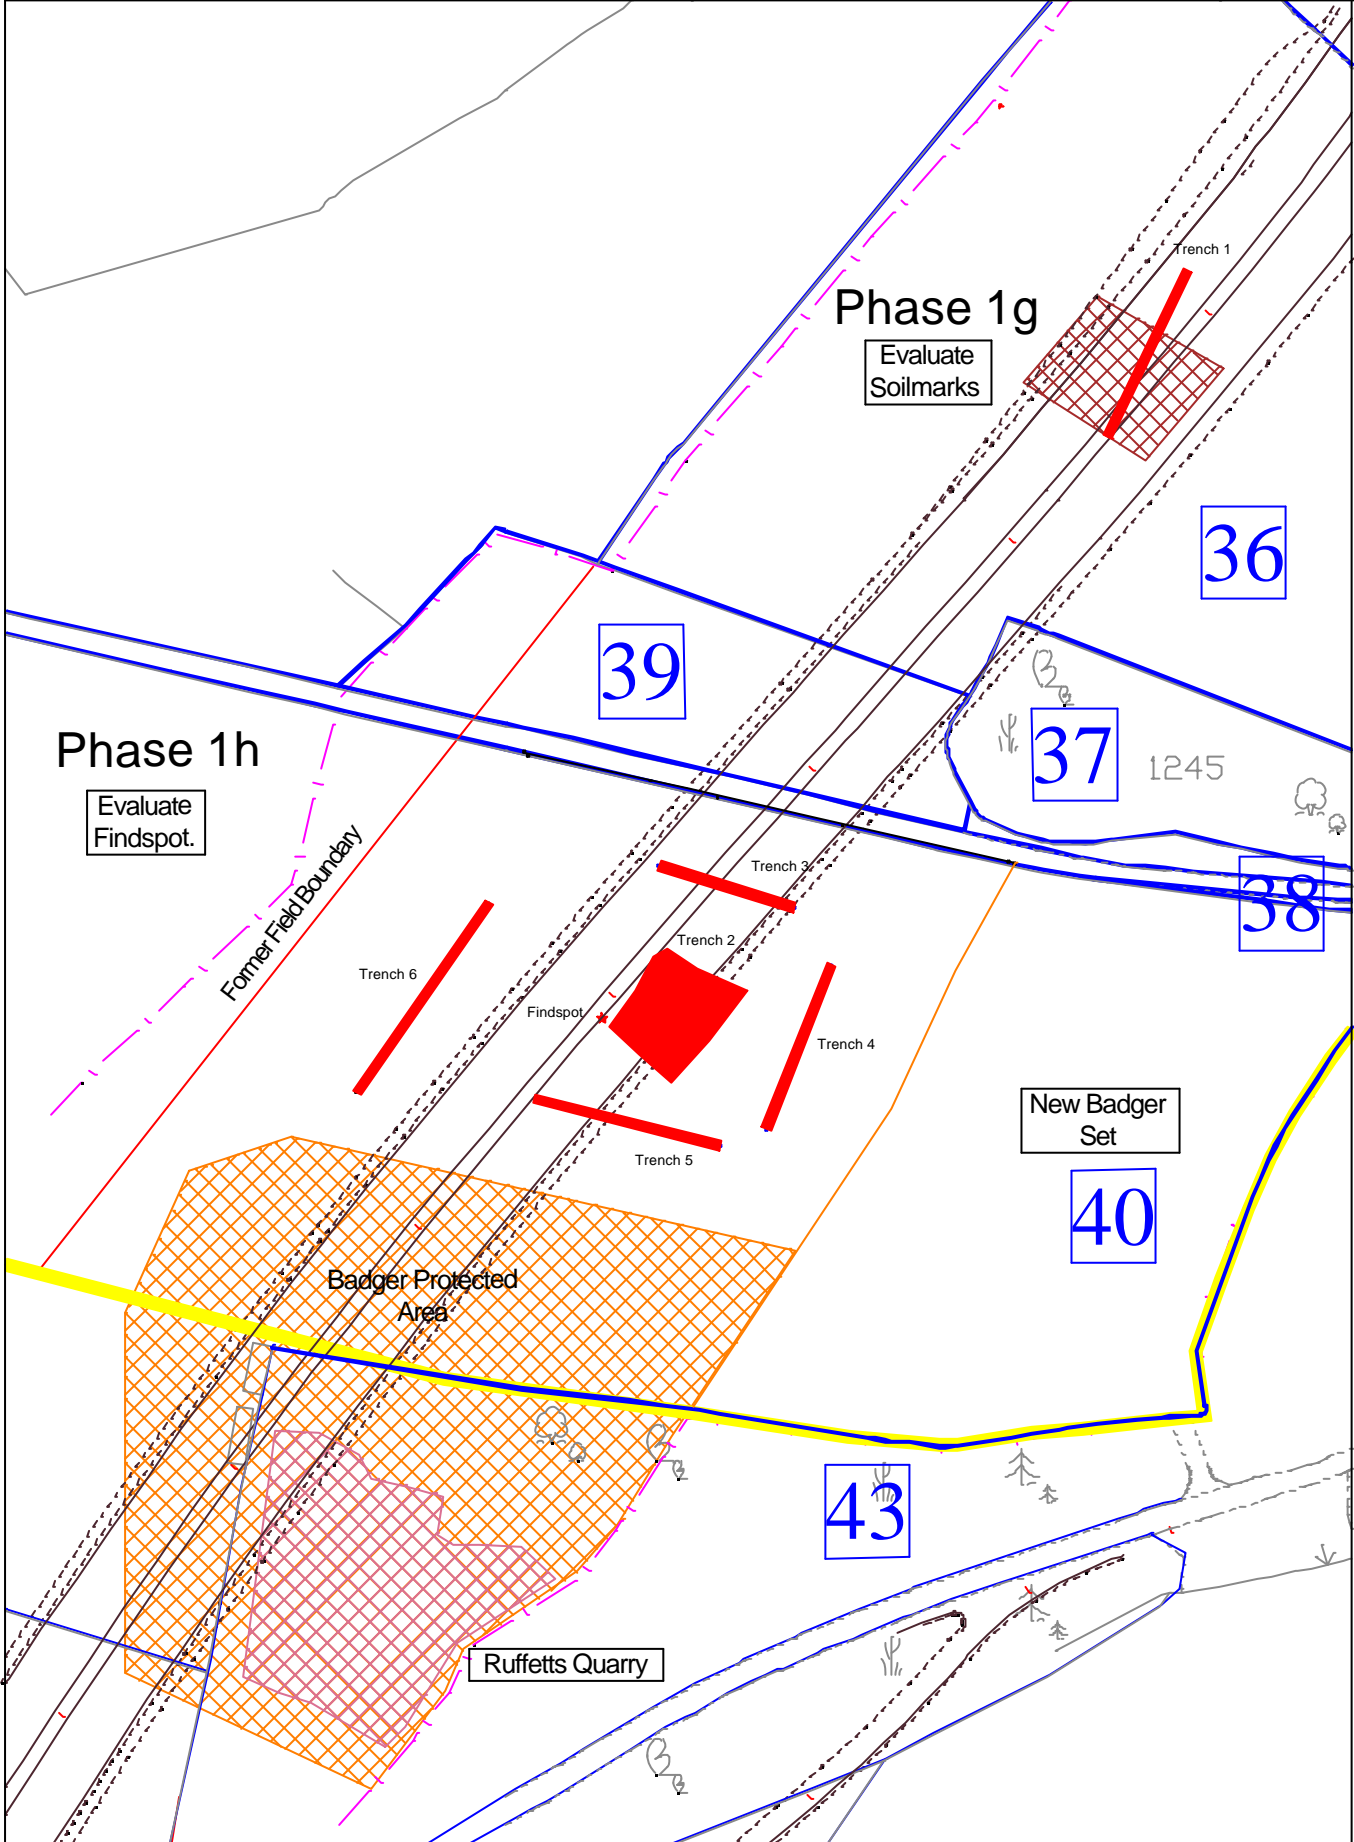 Trench 1
Phase 1g
Evaluate
Soilmarks
36
39
37
1245
Phase 1h
Evaluate
Findspot.
Former Field Boundary
Trench 3
38
Trench 2
Trench 6
Findspot
Trench 4
New Badger
Set
Trench 5
40
Badger Protected
Area
43
Ruffetts Quarry